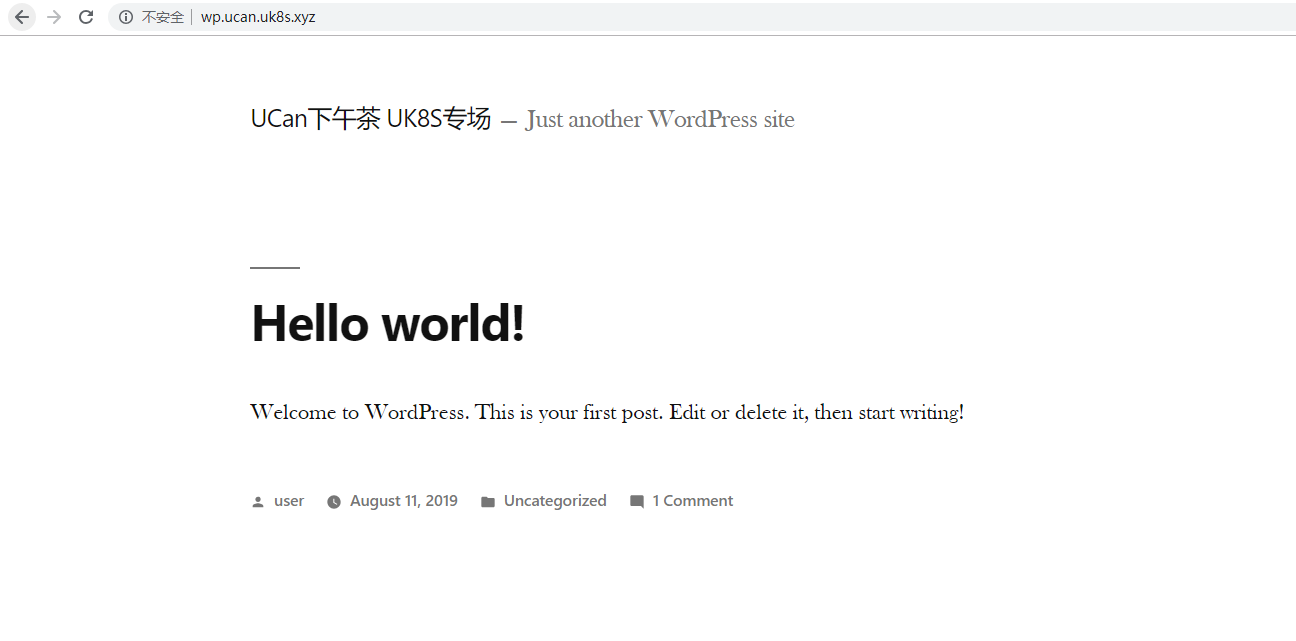 不安全 | wp.ucan.uk8s.xyz
UCan下午茶 UK8S专场 — Just another WordPress site
Hello world!
Welcome to WordPress. This is your first post. Edit or delete it, then start writing!
user August 11, 2019 Uncategorized 1 Comment